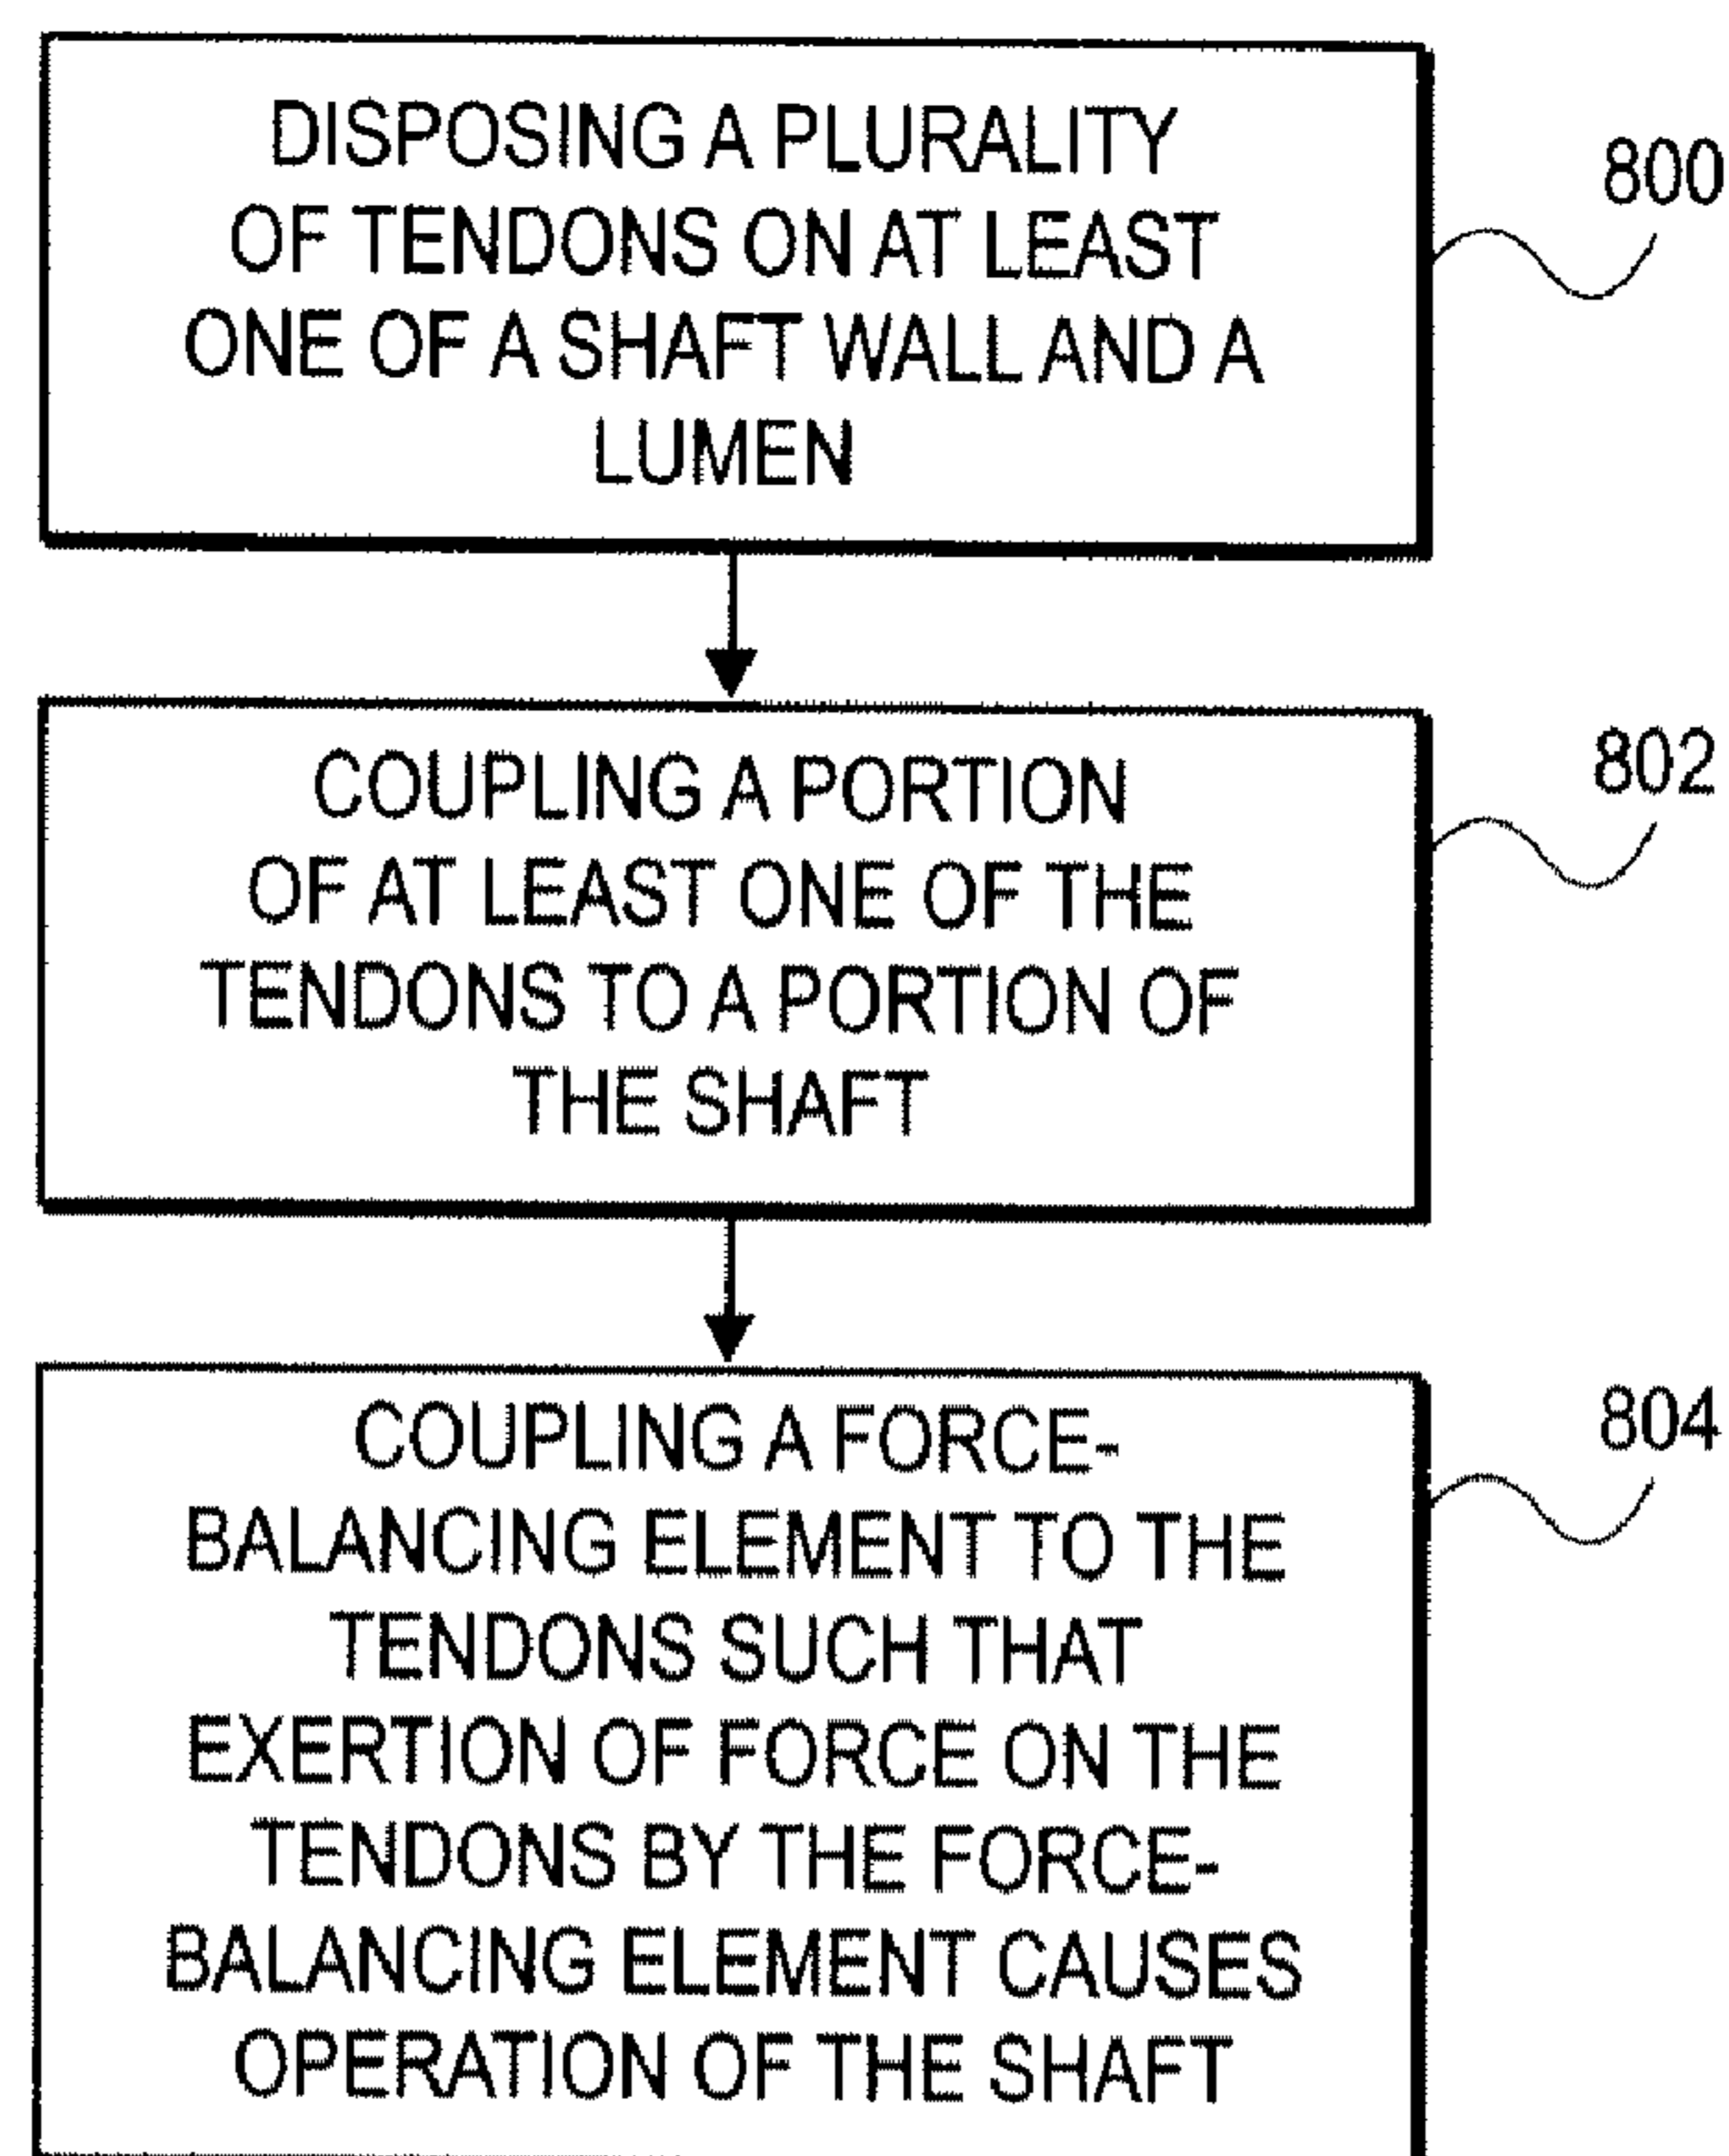 DISPOSING A PLURALITY
OF TENDONS ON AT LEAST
ONE OF A SHAFT WALL AND A
LUMEN
800
COUPLING A PORTION
OF AT LEAST ONE OF THE
TENDONS TO A PORTION OF
THE SHAFT
802
COUPLING A FORCE-
BALANCING ELEMENT TO THE
TENDONS SUCH THAT
EXERTION OF FORCE ON THE
TENDONS BY THE FORCE-
BALANCING ELEMENT CAUSES
OPERATION OF THE SHAFT
804